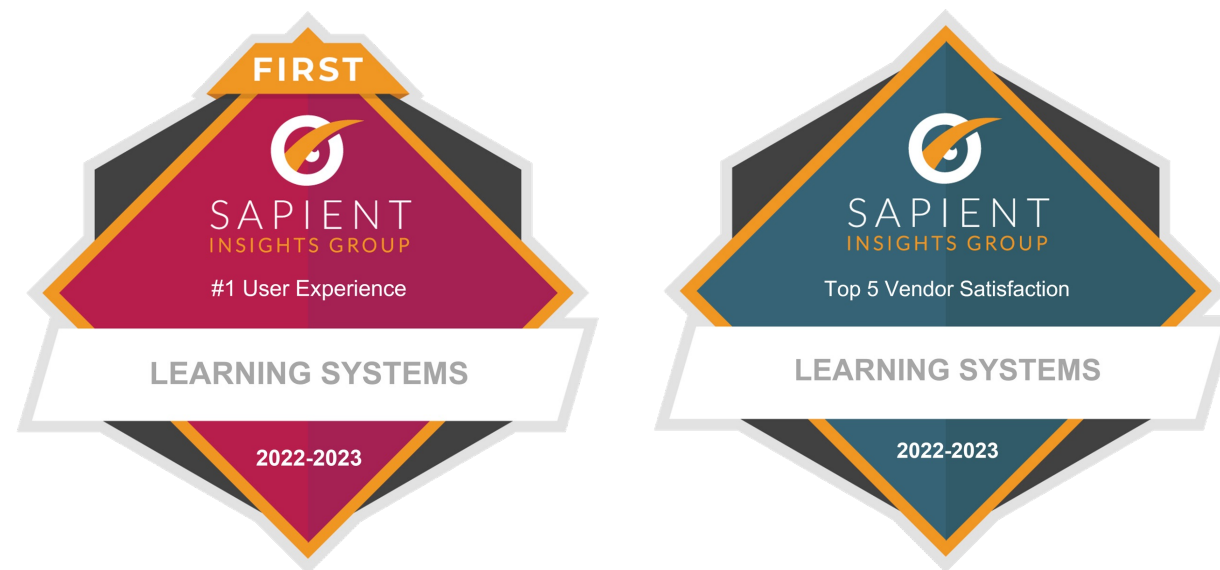 FIRST
SAPIENT
INSIGHTS GROUP
#1 User Experience
LEARNING SYSTEMS
2022-2023
SAPIENT
INSIGHTS GROUP
Top 5 Vendor Satisfaction
LEARNING SYSTEMS
2022-2023